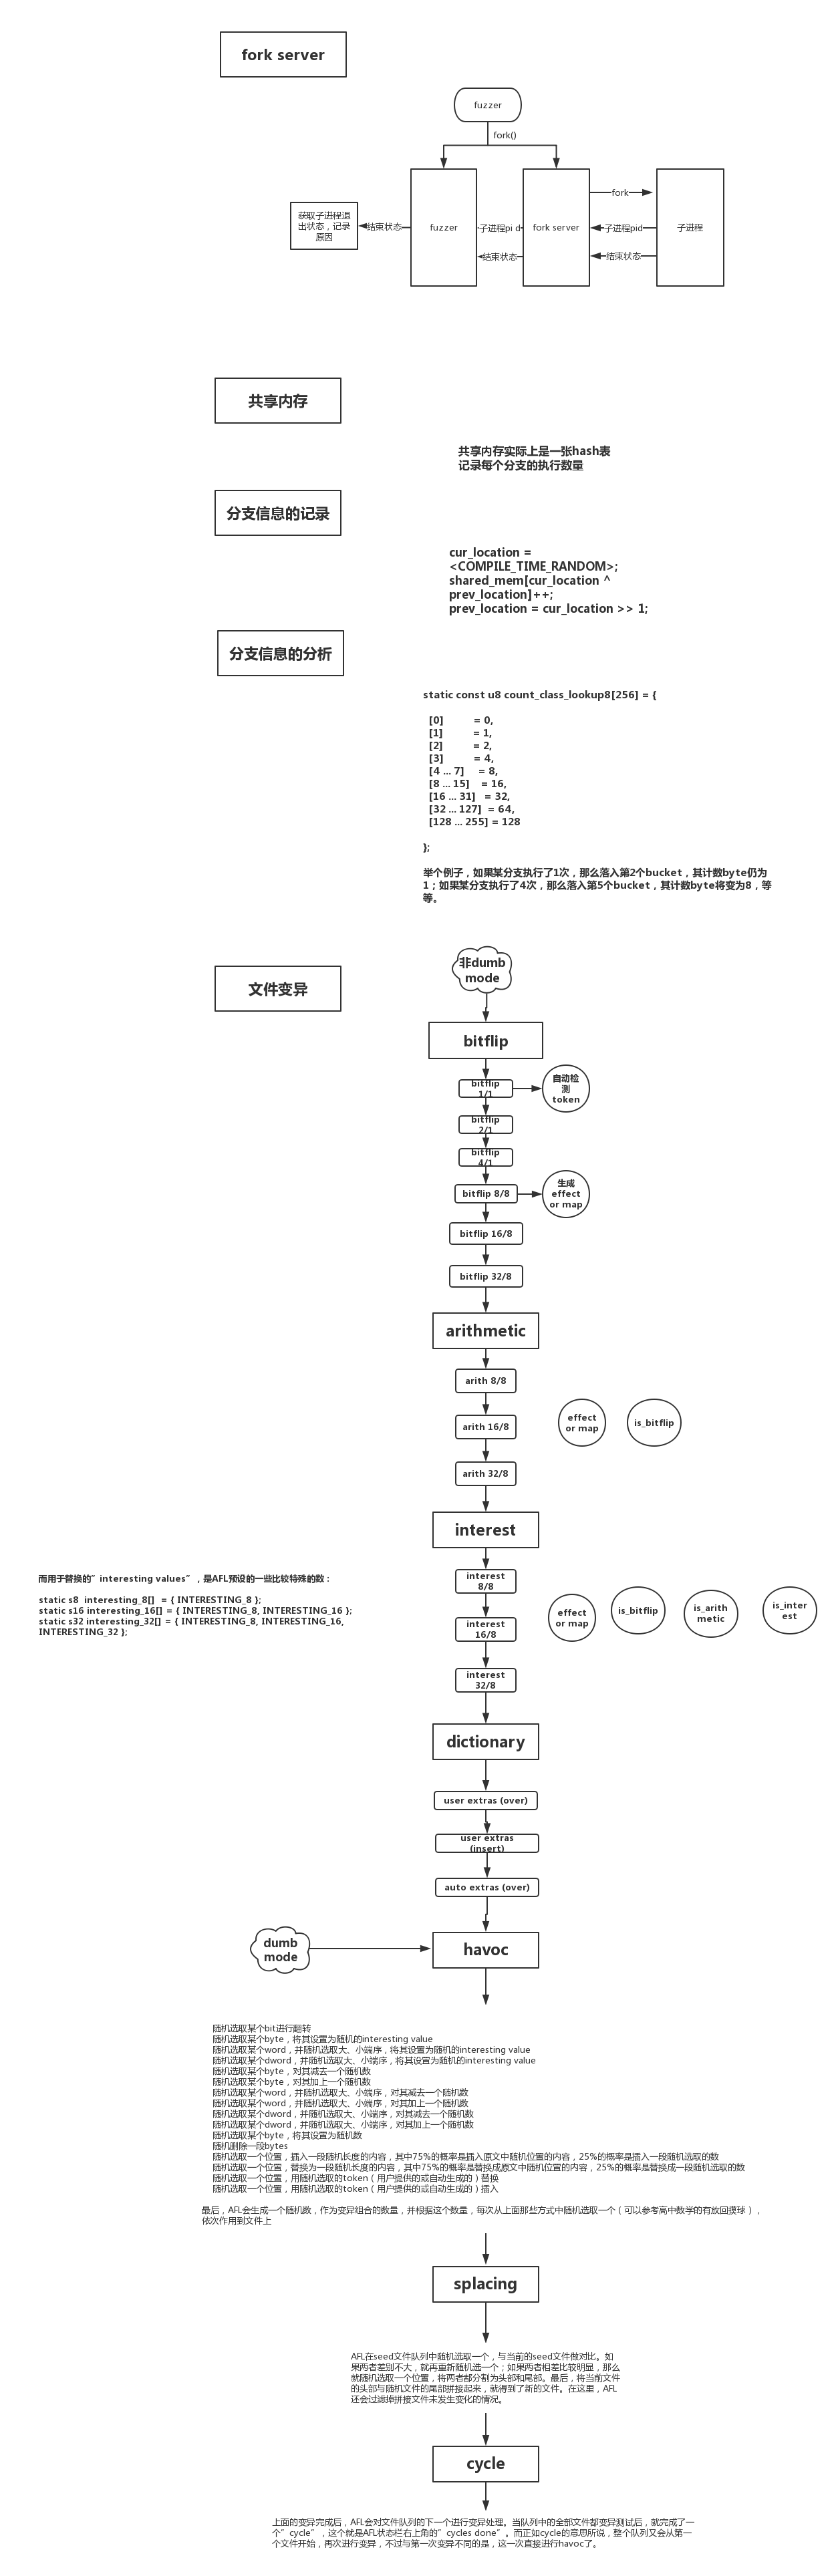 fork server
fuzzer
fork()
获取子进程退
出状态，记录
原因
结束状态
fuzzer
子进程pi d
结束状态
fork server
fork
子进程pid
结束状态
子进程
共享内存
共享内存实际上是一张hash表
记录每个分支的执行数量
分支信息的记录
cur_location =
<COMPILE_TIME_RANDOM>;
shared_mem[cur_location ^
prev_location]++;
prev_location = cur_location >> 1;
分支信息的分析
static const u8 count_class_lookup8[256] = {
[0] = 0,
[1] = 1,
[2] = 2,
[3] = 4,
[4 ... 7] = 8,
[8 ... 15] = 16,
[16 ... 31] = 32,
[32 ... 127] = 64,
[128 ... 255] = 128
};
举个例子，如果某分支执行了1次，那么落入第2个bucket，其计数byte仍为
1；如果某分支执行了4次，那么落入第5个bucket，其计数byte将变为8，等
等。
文件变异
非dumb
mode
bitflip
bitflip
1/1
自动检
测
token
bitflip
2/1
bitflip
4/1
bitflip 8/8
生成
effect
or map
bitflip 16/8
bitflip 32/8
arithmetic
arith 8/8
arith 16/8
effect
or map
is_bitflip
arith 32/8
interest
而用于替换的”interesting values”，是AFL预设的一些比较特殊的数：
static s8 interesting_8[] = { INTERESTING_8 };
static s16 interesting_16[] = { INTERESTING_8, INTERESTING_16 };
static s32 interesting_32[] = { INTERESTING_8, INTERESTING_16,
INTERESTING_32 };
interest
8/8
interest
16/8
effect
or map
is_bitflip
is_arith
metic
is_inter
est
interest
32/8
dictionary
user extras (over)
user extras
(insert)
auto extras (over)
dumb
mode
havoc
随机选取某个bit进行翻转
随机选取某个byte，将其设置为随机的interesting value
随机选取某个word，并随机选取大、小端序，将其设置为随机的interesting value
随机选取某个dword，并随机选取大、小端序，将其设置为随机的interesting value
随机选取某个byte，对其减去一个随机数
随机选取某个byte，对其加上一个随机数
随机选取某个word，并随机选取大、小端序，对其减去一个随机数
随机选取某个word，并随机选取大、小端序，对其加上一个随机数
随机选取某个dword，并随机选取大、小端序，对其减去一个随机数
随机选取某个dword，并随机选取大、小端序，对其加上一个随机数
随机选取某个byte，将其设置为随机数
随机删除一段bytes
随机选取一个位置，插入一段随机长度的内容，其中75%的概率是插入原文中随机位置的内容，25%的概率是插入一段随机选取的数
随机选取一个位置，替换为一段随机长度的内容，其中75%的概率是替换成原文中随机位置的内容，25%的概率是替换成一段随机选取的数
随机选取一个位置，用随机选取的token（用户提供的或自动生成的）替换
随机选取一个位置，用随机选取的token（用户提供的或自动生成的）插入
最后，AFL会生成一个随机数，作为变异组合的数量，并根据这个数量，每次从上面那些方式中随机选取一个（可以参考高中数学的有放回摸球），
依次作用到文件上
splacing
AFL在seed文件队列中随机选取一个，与当前的seed文件做对比。如
果两者差别不大，就再重新随机选一个；如果两者相差比较明显，那么
就随机选取一个位置，将两者都分割为头部和尾部。最后，将当前文件
的头部与随机文件的尾部拼接起来，就得到了新的文件。在这里，AFL
还会过滤掉拼接文件未发生变化的情况。
cycle
上面的变异完成后，AFL会对文件队列的下一个进行变异处理。当队列中的全部文件都变异测试后，就完成了一
个”cycle”，这个就是AFL状态栏右上角的”cycles done”。而正如cycle的意思所说，整个队列又会从第一
个文件开始，再次进行变异，不过与第一次变异不同的是，这一次直接进行havoc了。